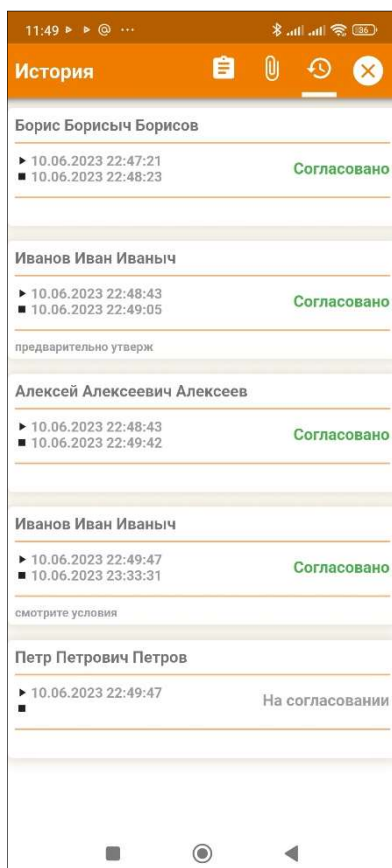 11:49
86
История
Борис Борисыч Борисов
10.06.2023 22:47:21
10.06.2023 22:48:23
Согласовано
Иванов Иван Иваныч
10.06.2023 22:48:43
10.06.2023 22:49:05
Согласовано
предварительно утверж
Алексей Алексеевич Алексеев
10.06.2023 22:48:43
10.06.2023 22:49:42
Согласовано
Иванов Иван Иваныч
10.06.2023 22:49:47
10.06.2023 23:33:31
Согласовано
смотрите условия
Петр Петрович Петров
10.06.2023 22:49:47
На согласовании